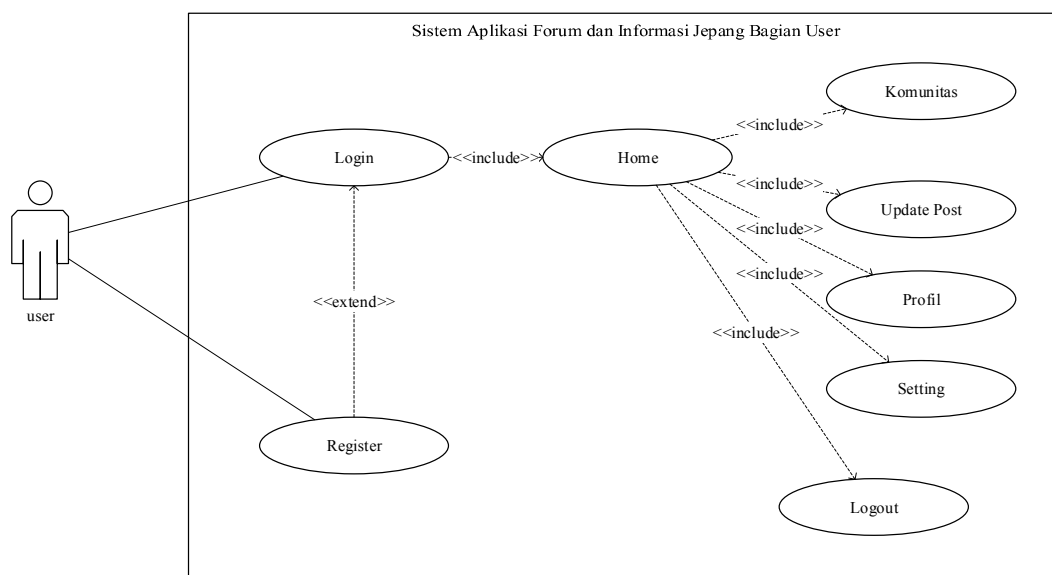 Sistem Aplikasi Forum dan Informasi Jepang Bagian User
Komunitas
<<include>>
Login
<<include>>
Home
<<include>>
Update Post
<<include>>
<<include>>
Profil
user
<<extend>>
<<include>>
Setting
Register
Logout